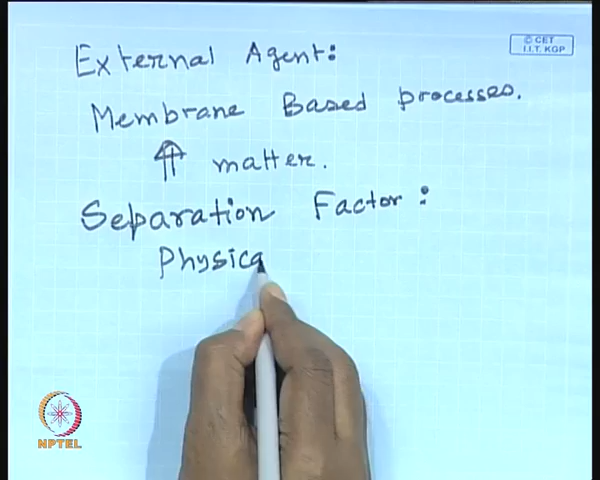 External Agent:
© CET
I.I.T. KGP
Membrane Based processes.
⇑ matter.
Separation Factor:
Physica
NPTEL